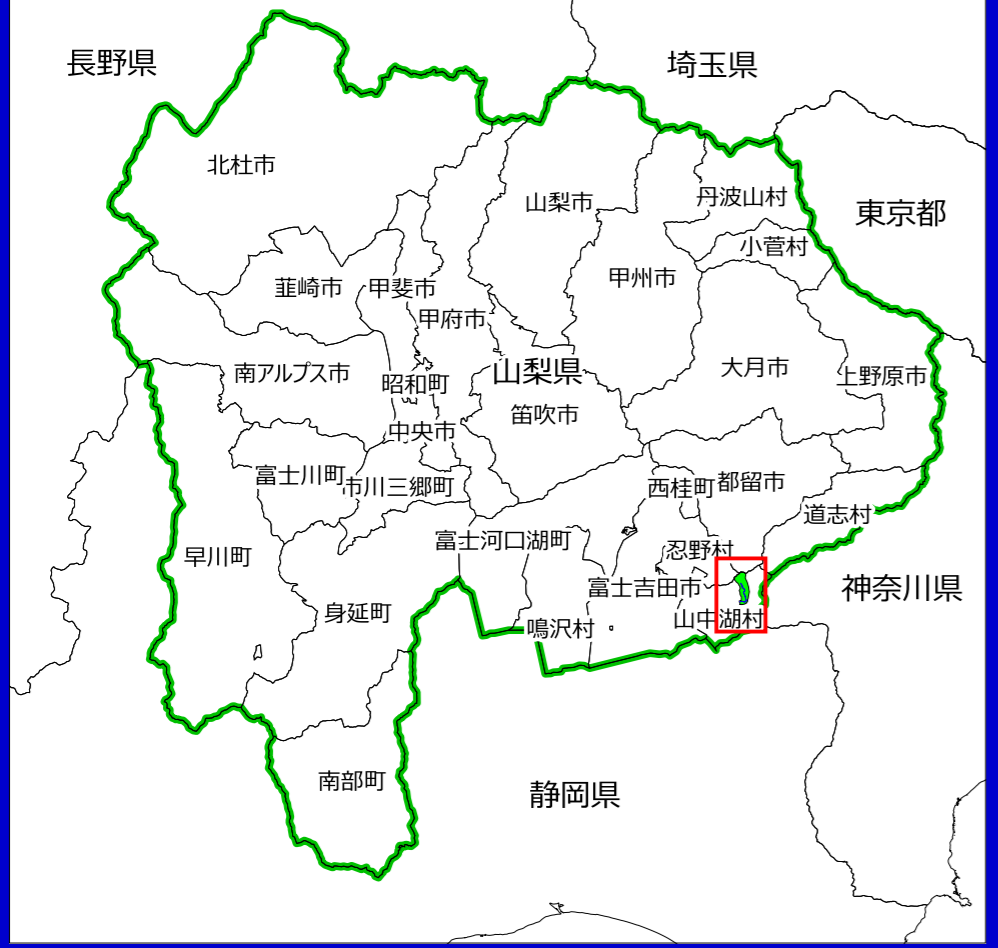 長野県
埼玉県
北杜市
山梨市
丹波山村
東京都
小菅村
甲州市
韮崎市
甲斐市
甲府市
大月市
山梨県
南アルプス市
上野原市
昭和町
笛吹市
中央市
富士川町
市川三郷町
西桂町
都留市
道志村
富士河口湖町
忍野村
早川町
富士吉田市
神奈川県
身延町
山中湖村
鳴沢村
南部町
静岡県